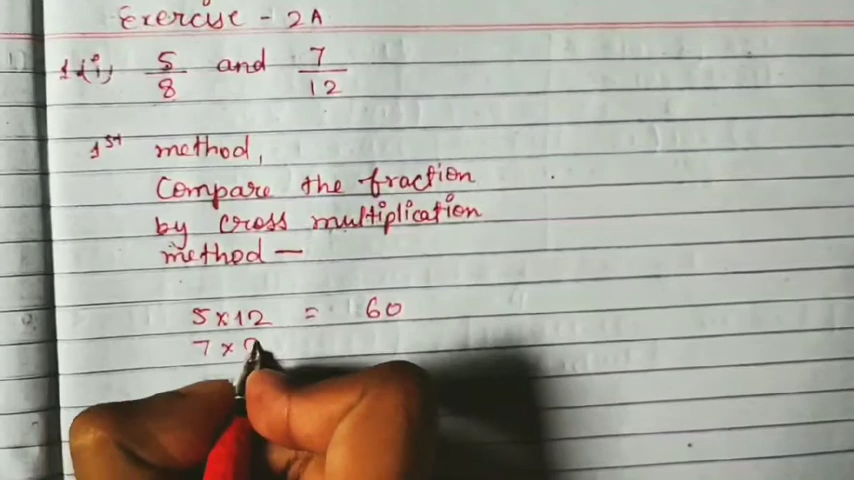 Exercise - 2A
1(i) 5/8 and 7/12
1st method,
Compare the fraction
by cross multiplication
method —
5 × 12 = 60
7 ×